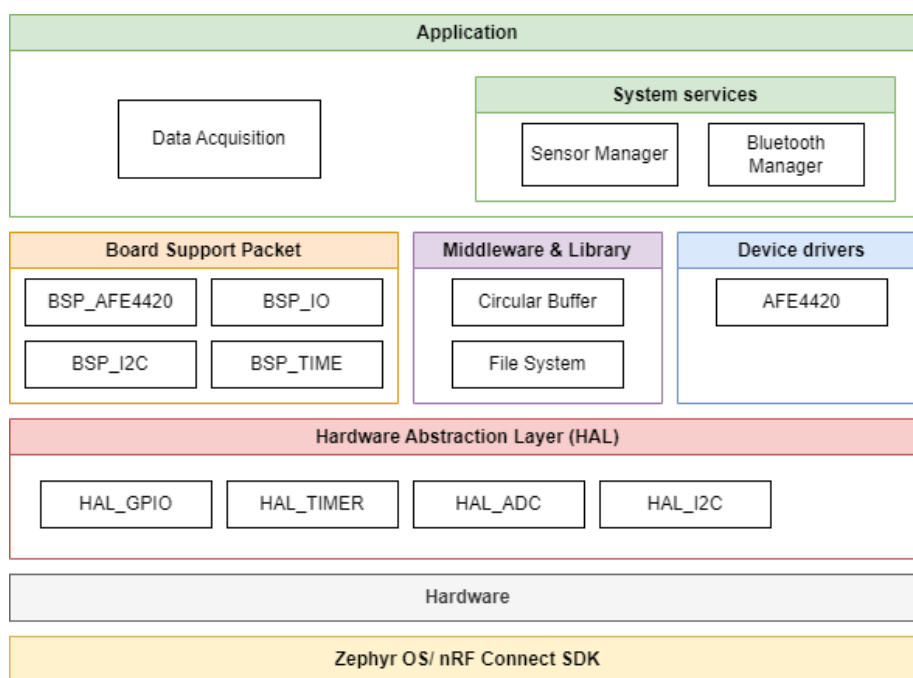 Application
System services
Data Acquisition
Sensor Manager
Bluetooth
Manager
Board Support Packet
BSP_AFE4420
BSP_IO
BSP_I2C
BSP_TIME
Middleware & Library
Circular Buffer
File System
Device drivers
AFE4420
Hardware Abstraction Layer (HAL)
HAL_GPIO
HAL_TIMER
HAL_ADC
HAL_I2C
Hardware
Zephyr OS/ nRF Connect SDK